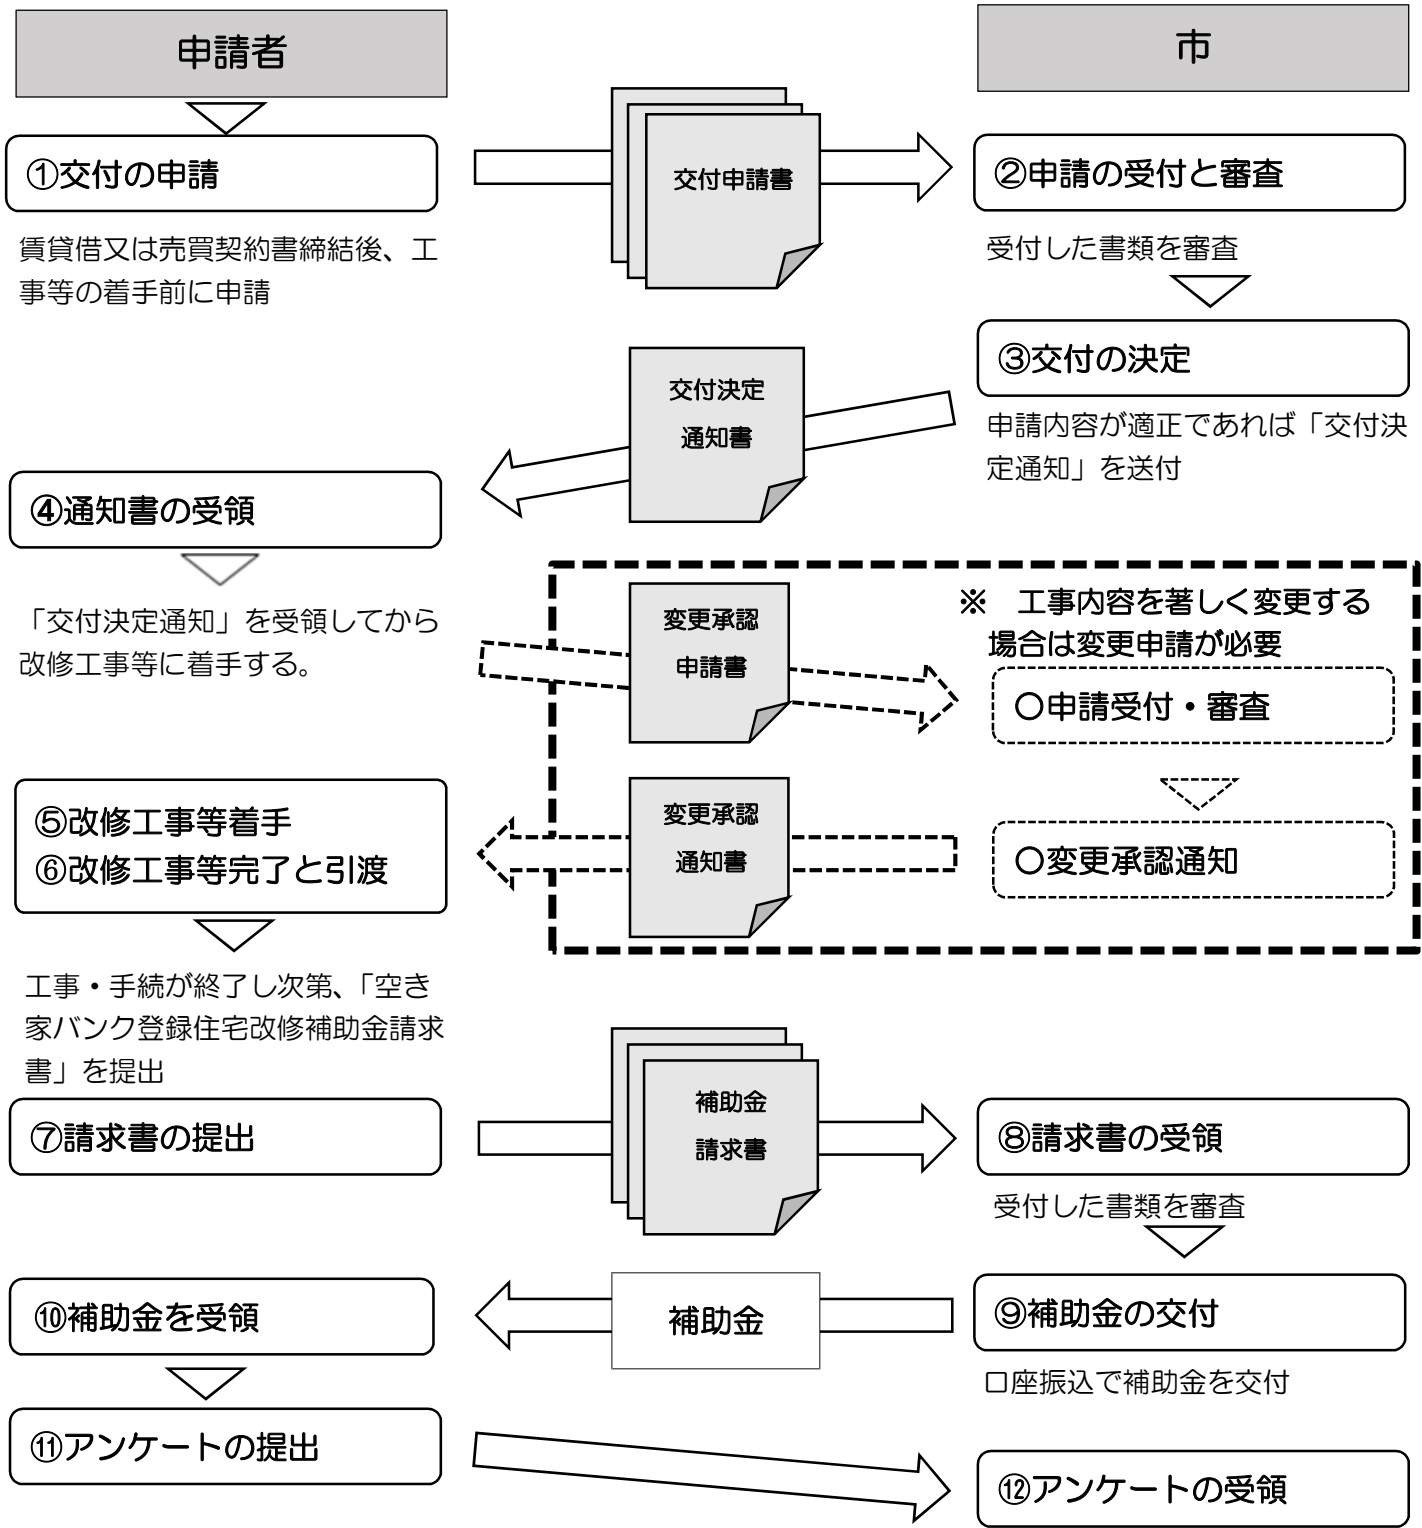 申請者
市
①交付の申請
交付申請書
②申請の受付と審査
賃貸借又は売買契約書締結後、工
事等の着手前に申請
受付した書類を審査
③交付の決定
交付決定
通知書
申請内容が適正であれば「交付決
定通知」を送付
④通知書の受領
「交付決定通知」を受領してから
改修工事等に着手する。
変更承認
申請書
※　工事内容を著しく変更する
場合は変更申請が必要
〇申請受付・審査
⑤改修工事等着手
⑥改修工事等完了と引渡
変更承認
通知書
〇変更承認通知
工事・手続が終了し次第、「空き
家バンク登録住宅改修補助金請求
書」を提出
⑦請求書の提出
補助金
請求書
⑧請求書の受領
受付した書類を審査
⑩補助金を受領
補助金
⑨補助金の交付
口座振込で補助金を交付
⑪アンケートの提出
⑫アンケートの受領